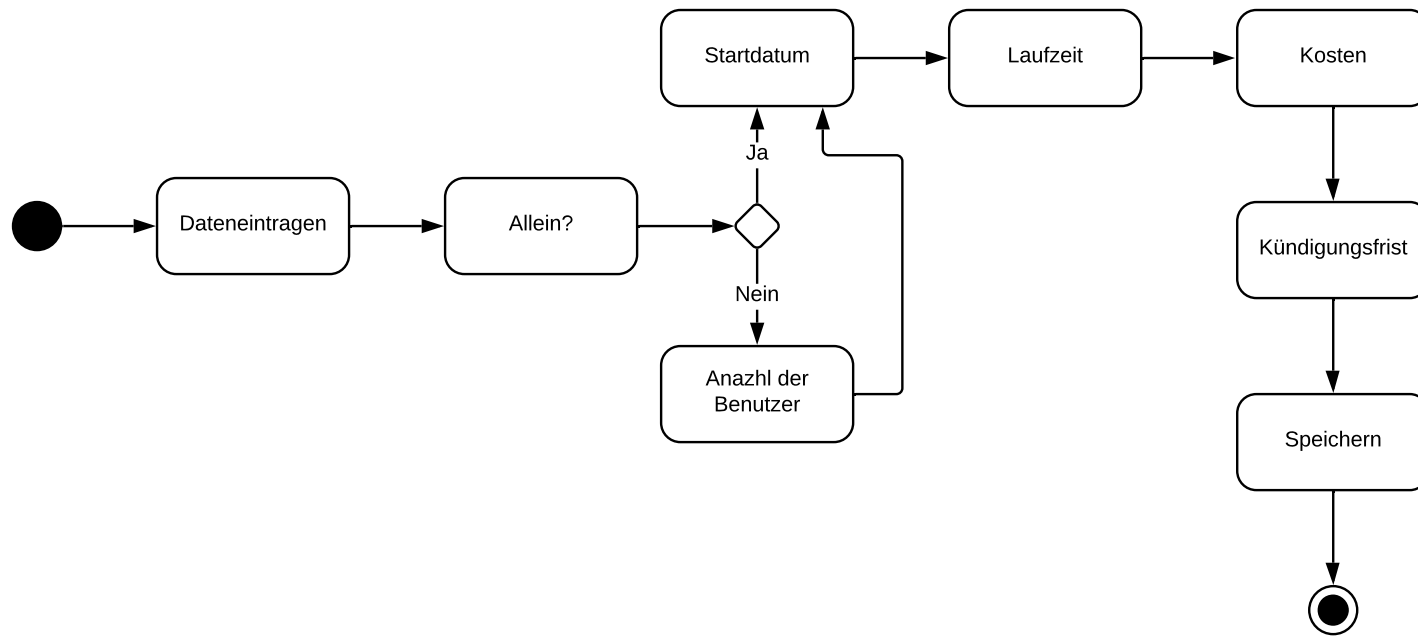 Startdatum
Laufzeit
Kosten
Ja
Dateneintragen
Allein?
Nein
Kündigungsfrist
Anazhl der
Benutzer
Speichern